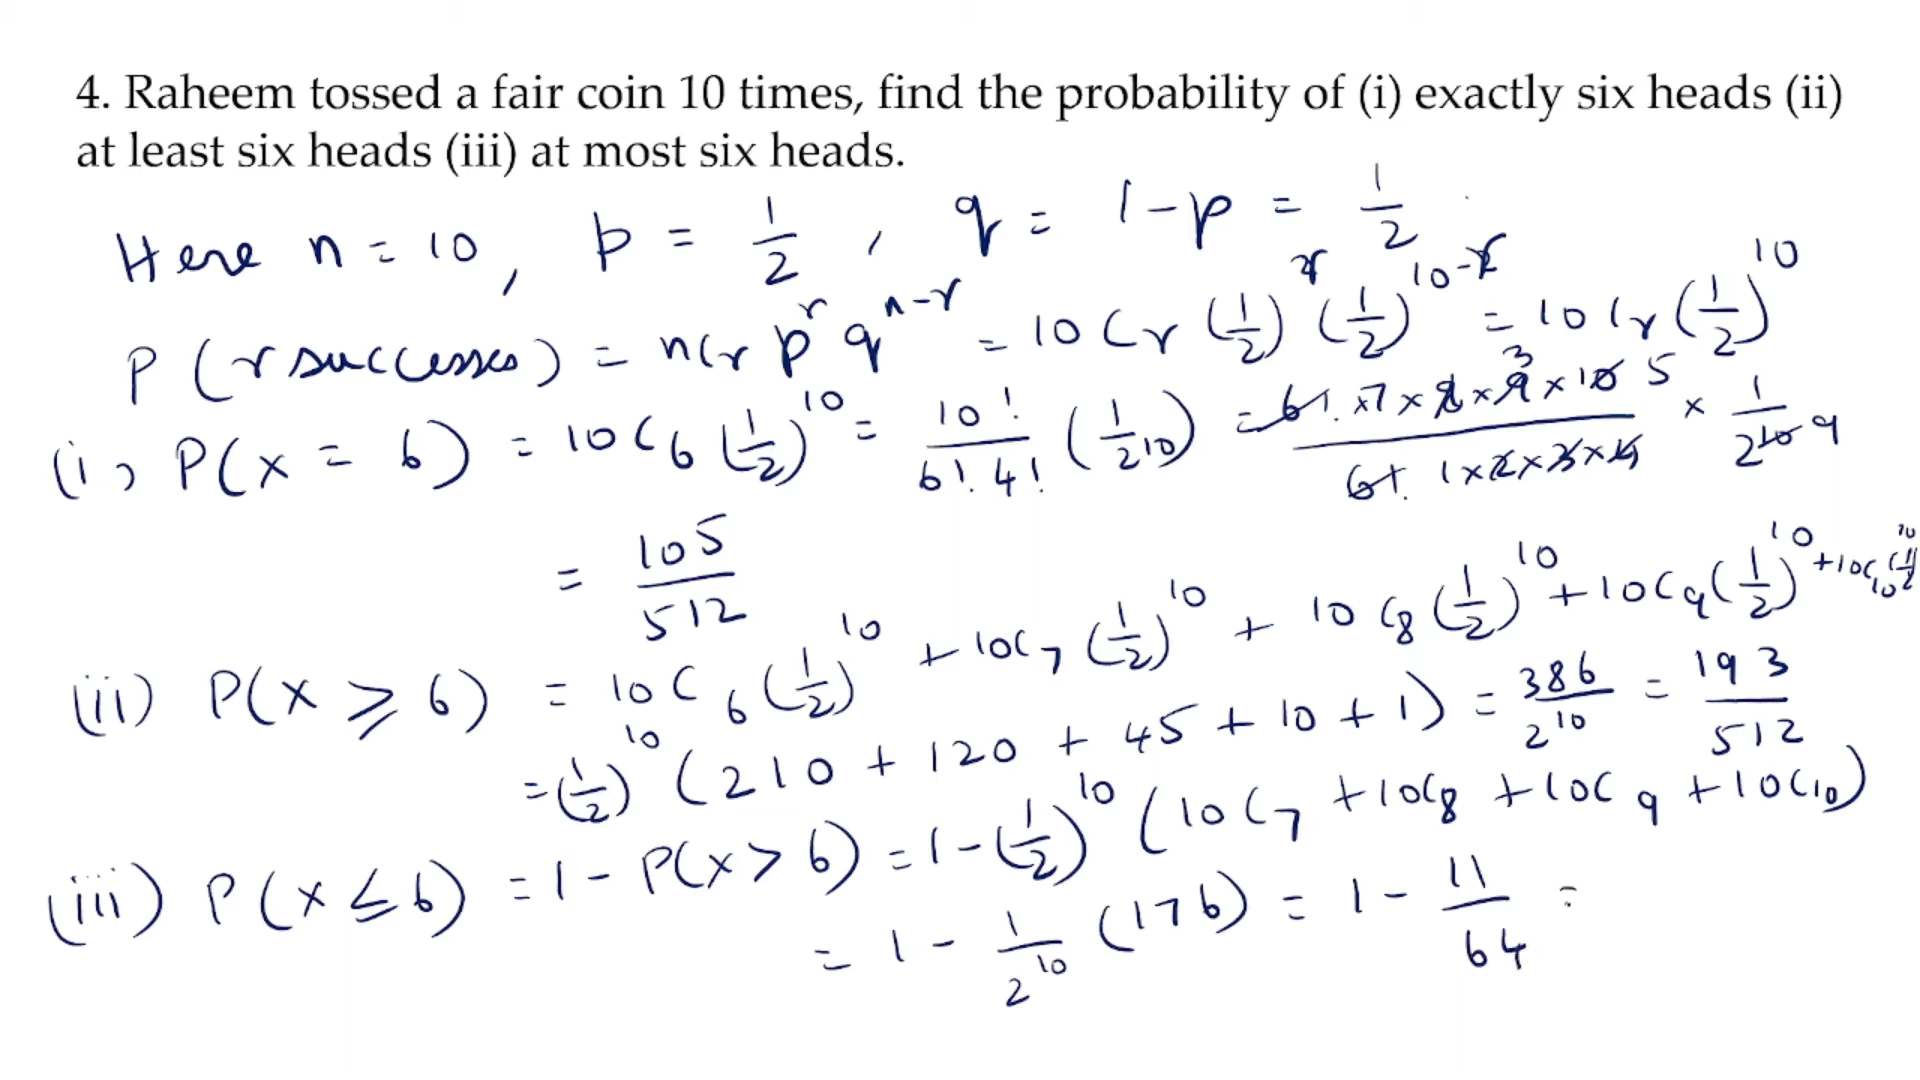 4. Raheem tossed a fair coin 10 times, find the probability of (i) exactly six heads (ii)
at least six heads (iii) at most six heads.
Here n = 10, p = 1/2, q = 1 - p = 1/2
P(r successes) = nCr p^r q^(n-r) = 10Cr (1/2)^r (1/2)^(10-r) = 10Cr (1/2)^10
(i) P(x = 6) = 10C6 (1/2)^10 = 10!/(6! 4!) (1/2^10) = (6! × 7 × 8 × 9 3 × 10 5)/(6! 1×2×3×4) × 1/2^10 9
= 105/512
(ii) P(x ≥ 6) = 10C6 (1/2)^10 + 10C7 (1/2)^10 + 10C8 (1/2)^10 + 10C9 (1/2)^10 + 10C10 (1/2)^10
= (1/2)^10 (210 + 120 + 45 + 10 + 1) = 386/2^10 = 193/512
(iii) P(x ≤ 6) = 1 - P(x > 6) = 1 - (1/2)^10 (10C7 + 10C8 + 10C9 + 10C10)
= 1 - 1/2^10 (176) = 1 - 11/64 =